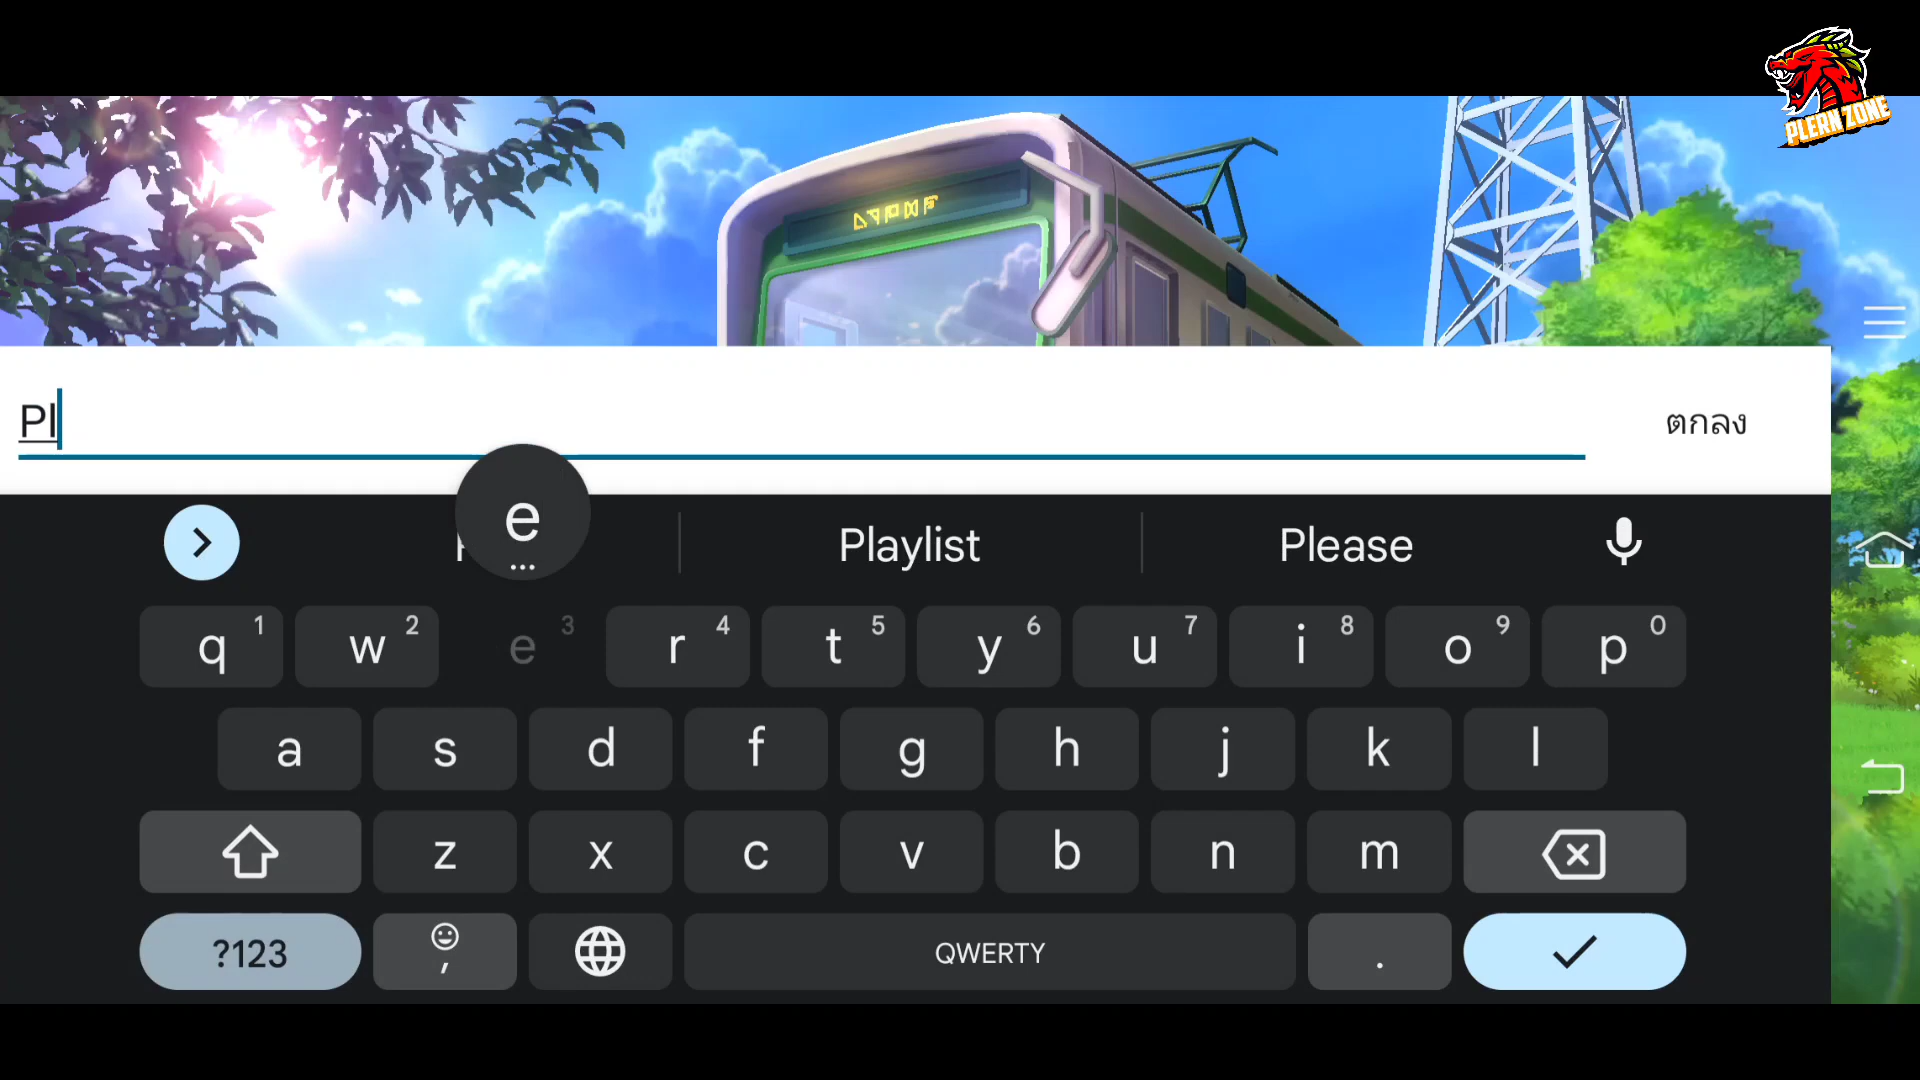 PLERN ZONE
Pl
ตกลง
e
...
Playlist
Please
q 1 w 2 e 3 r 4 t 5 y 6 u 7 i 8 o 9 p 0
a s d f g h j k l
z x c v b n m
?123 , QWERTY .